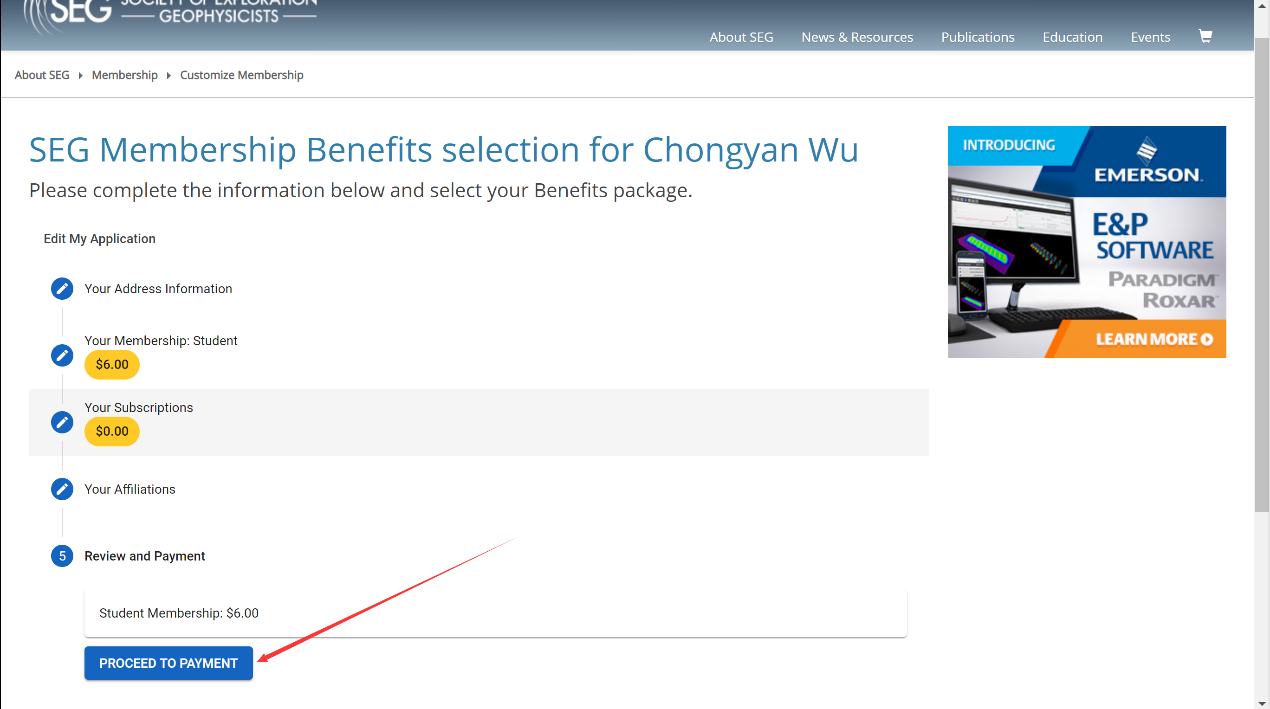 SEG
SOCIETY OF EXPLORATION
GEOPHYSICISTS
About SEG News & Resources Publications Education Events
About SEG Membership Customize Membership
SEG Membership Benefits selection for Chongyan Wu
Please complete the information below and select your Benefits package.
Edit My Application
Your Address Information
Your Membership: Student
$6.00
Your Subscriptions
$0.00
Your Affiliations
5 Review and Payment
Student Membership: $6.00
PROCEED TO PAYMENT
INTRODUCING
EMERSON
E&P
SOFTWARE
PARADIGM
ROXAR
LEARN MORE